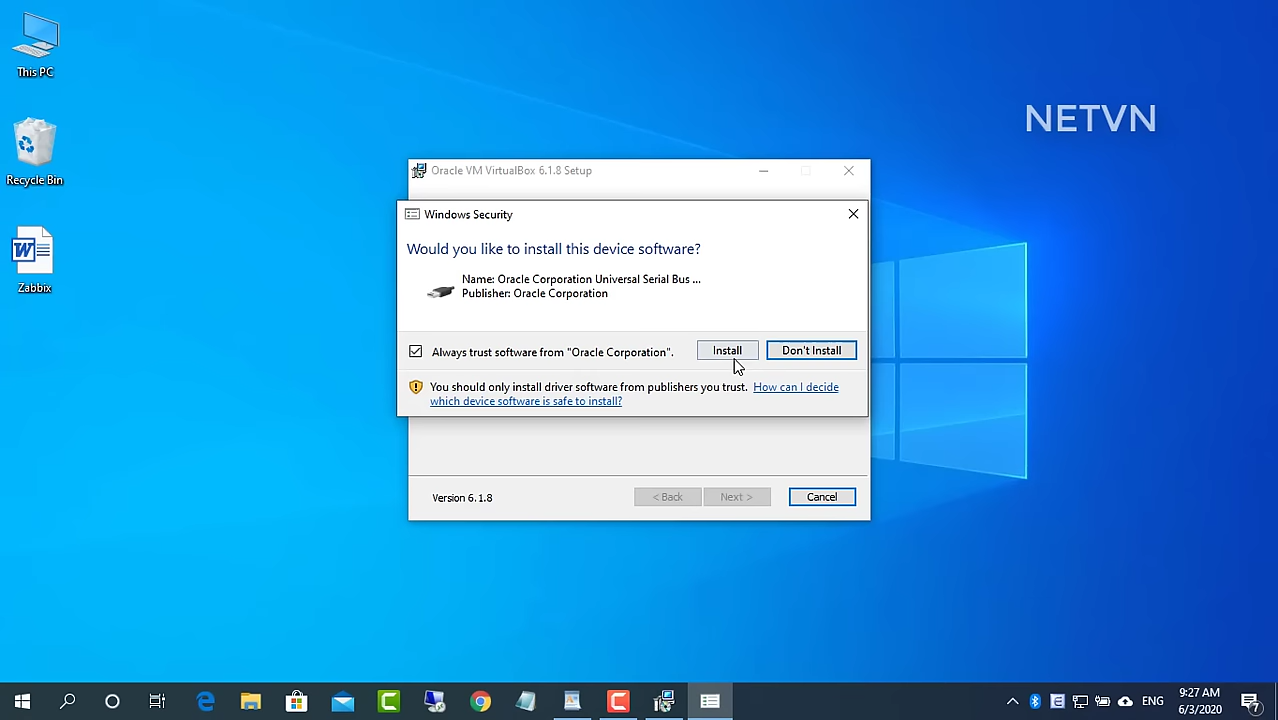 This PC
Recycle Bin
Zabbix
NETVN
Oracle VM VirtualBox 6.1.8 Setup
Windows Security
Would you like to install this device software?
Name: Oracle Corporation Universal Serial Bus ...
Publisher: Oracle Corporation
Always trust software from "Oracle Corporation".
Install
Don't Install
You should only install driver software from publishers you trust. How can I decide
which device software is safe to install?
Version 6.1.8
< Back
Next >
Cancel
ENG
9:27 AM
6/3/2020
7